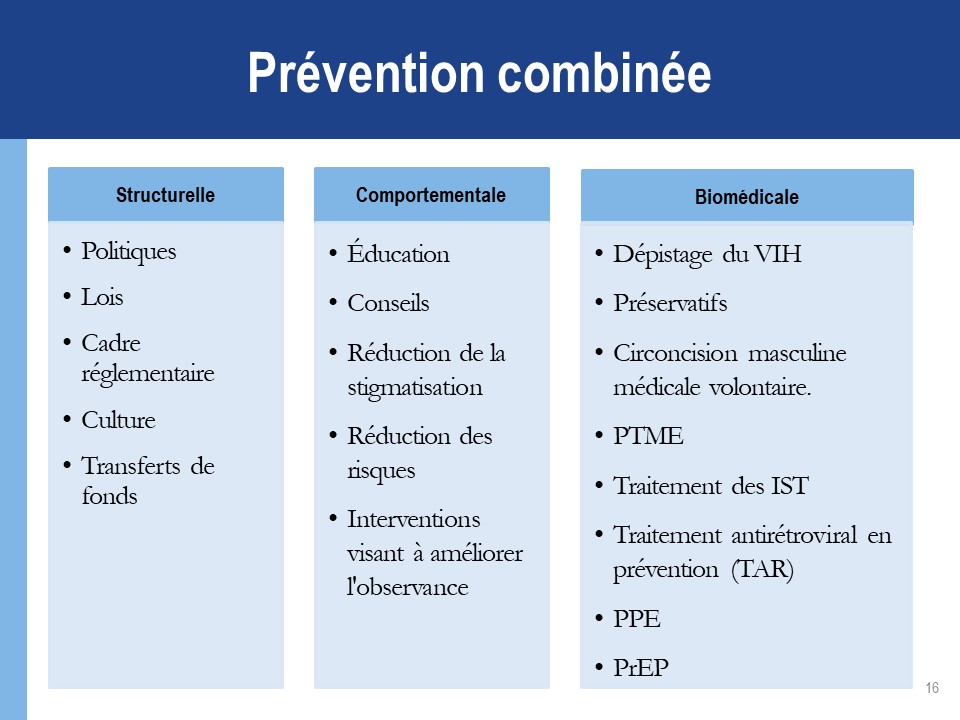 Prévention combinée
Structurelle
• Politiques
• Lois
• Cadre
réglementaire
• Culture
• Transferts de
fonds
Comportementale
• Éducation
• Conseils
• Réduction de la
stigmatisation
• Réduction des
risques
• Interventions
visant à améliorer
l'observance
Biomédicale
• Dépistage du VIH
• Préservatifs
• Circoncision masculine
médicale volontaire.
• PTME
• Traitement des IST
• Traitement antirétroviral en
prévention (TAR)
• PPE
• PrEP
16